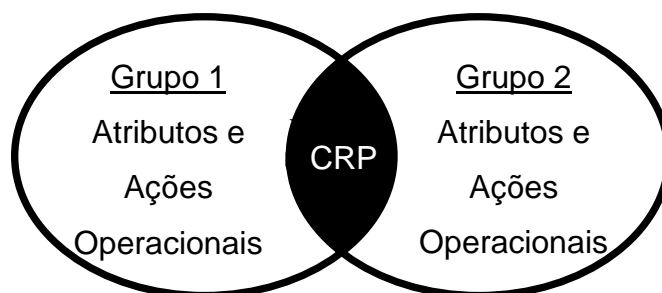 Grupo 1
Atributos e
Ações
Operacionais
CRP
Grupo 2
Atributos e
Ações
Operacionais